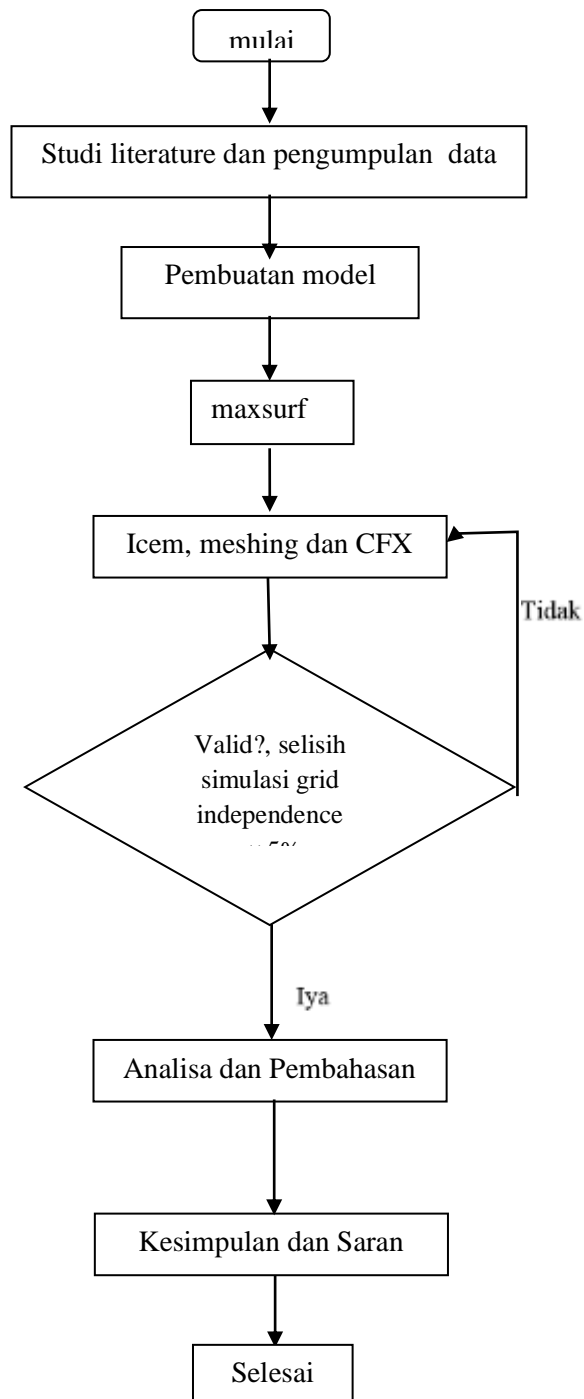 mulai
Studi literature dan pengumpulan data
Pembuatan model
maxsurf
Icem, meshing dan CFX
Tidak
Valid?, selisih
simulasi grid
independence
5%
Iya
Analisa dan Pembahasan
Kesimpulan dan Saran
Selesai